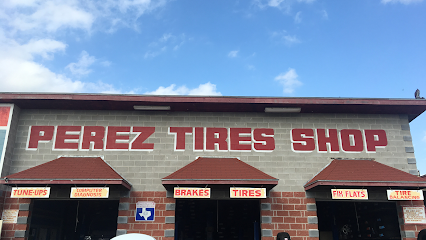 PEREZ TIRES SHOP
TUNE-UPS
COMPUTER
DIAGNOSIS
BRAKES
TIRES
FIX FLATS
TIRE
BALANCING